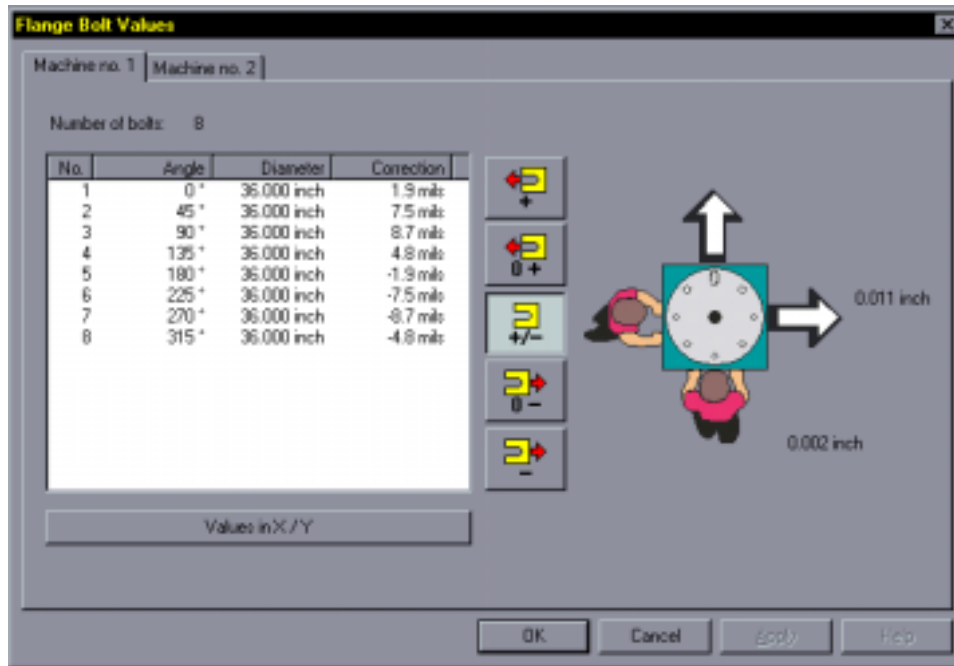 Flange Bolt Values
Machine no. 1 Machine no. 2
Number of bolts: 8
No. Angle Diameter Correction
1 0 ° 36.000 inch 1.9 mils
2 45 ° 36.000 inch 7.5 mils
3 90 ° 36.000 inch 8.7 mils
4 135 ° 36.000 inch 4.8 mils
5 180 ° 36.000 inch -1.9 mils
6 225 ° 36.000 inch -7.5 mils
7 270 ° 36.000 inch -8.7 mils
8 315 ° 36.000 inch -4.8 mils
+
0 +
+/-
0 -
-
0
0.011 inch
0.002 inch
Values in X / Y
OK Cancel Apply Help